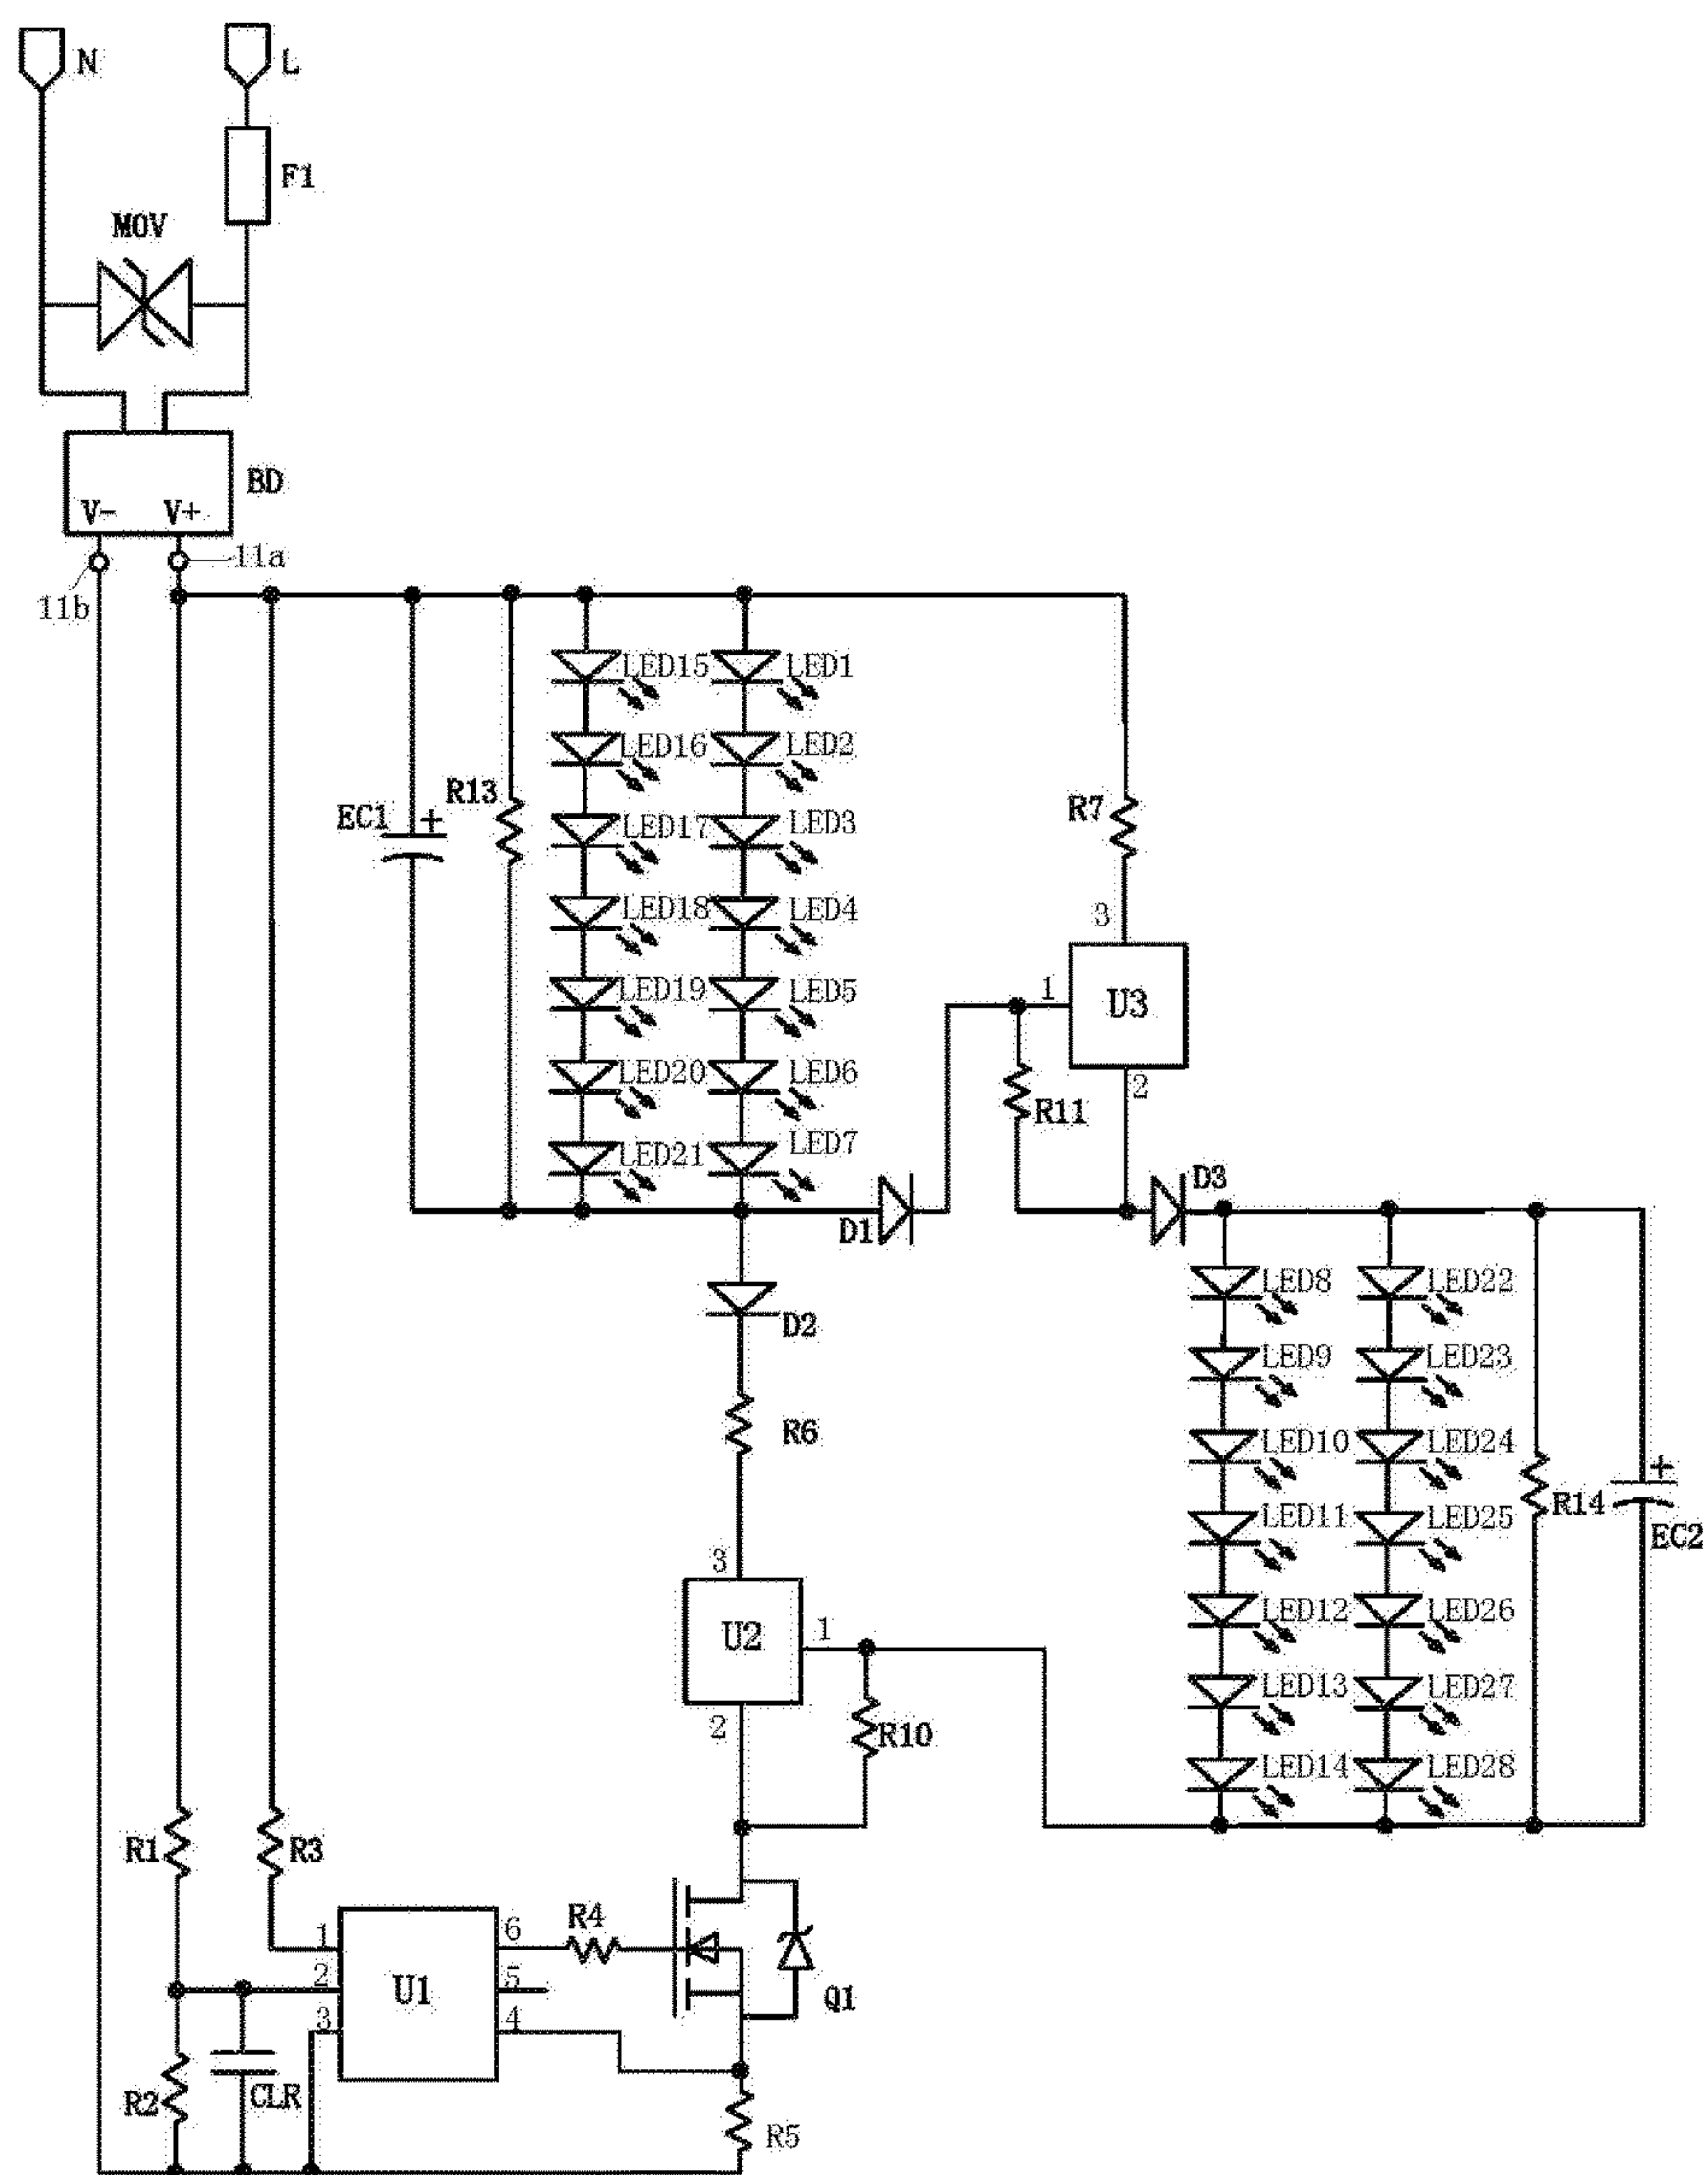 N L
F1
MOV
BD
V- V+
11a
11b
LED15 LED1
LED16 LED2
R13
EC1 + LED17 LED3
R7
LED18 LED4
3
LED19 LED5
1 U3
LED20 LED6
2
R11
LED21 LED7
D3
D1
LED8 LED22
D2
LED9 LED23
R6
LED10 LED24
+
R14
LED11 LED25
EC2
3
LED12 LED26
U2 1
LED13 LED27
2 R10
LED14 LED28
R1 R3
R4
1 6
2 U1 5
Q1
3 4
R2 CLR
R5